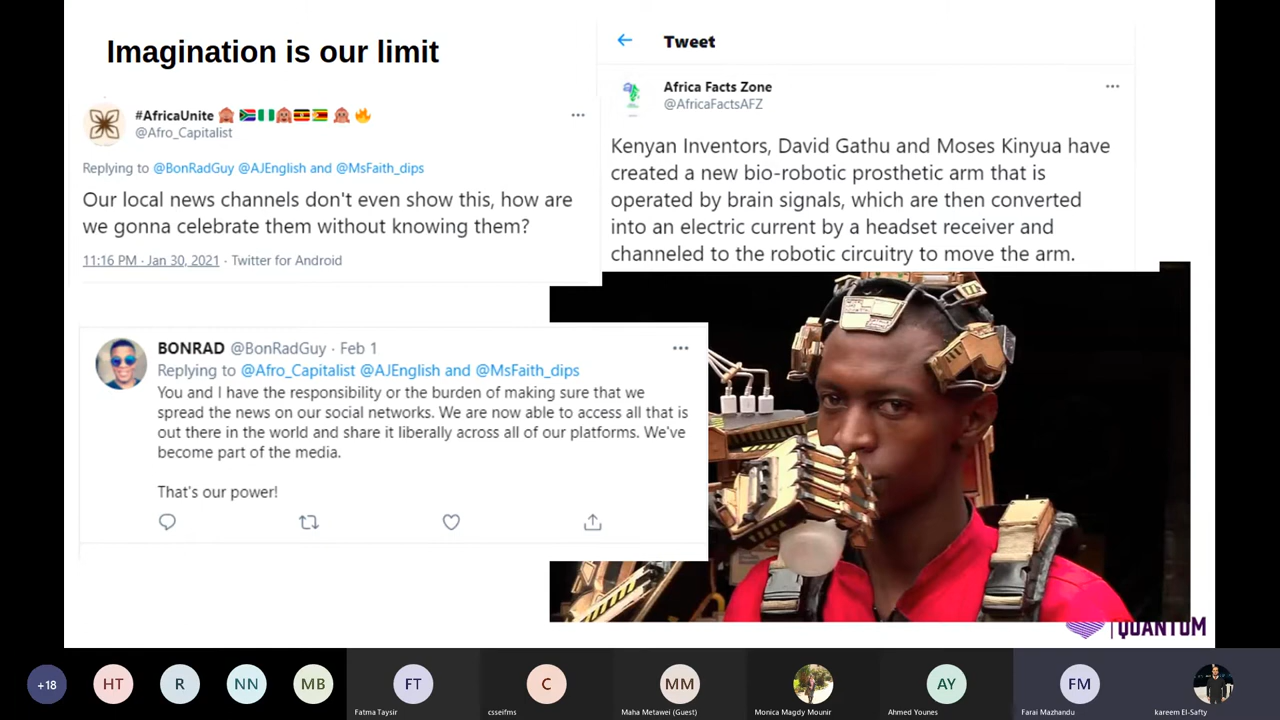 Imagination is our limit
#AfricaUnite
@Afro_Capitalist
Replying to @BonRadGuy @AJEnglish and @MsFaith_dips
Our local news channels don't even show this, how are
we gonna celebrate them without knowing them?
11:16 PM · Jan 30, 2021 · Twitter for Android
Tweet
Africa Facts Zone
@AfricaFactsAFZ
Kenyan Inventors, David Gathu and Moses Kinyua have
created a new bio-robotic prosthetic arm that is
operated by brain signals, which are then converted
into an electric current by a headset receiver and
channeled to the robotic circuitry to move the arm.
BONRAD @BonRadGuy · Feb 1
Replying to @Afro_Capitalist @AJEnglish and @MsFaith_dips
You and I have the responsibility or the burden of making sure that we
spread the news on our social networks. We are now able to access all that is
out there in the world and share it liberally across all of our platforms. We've
become part of the media.
That's our power!
QUANTUM
+18
HT
R
NN
MB
FT
C
MM
AY
FM
Fatma Taysir
csseifms
Maha Metawei (Guest)
Monica Magdy Mounir
Ahmed Younes
Farai Mazhandu
kareem El-Safty